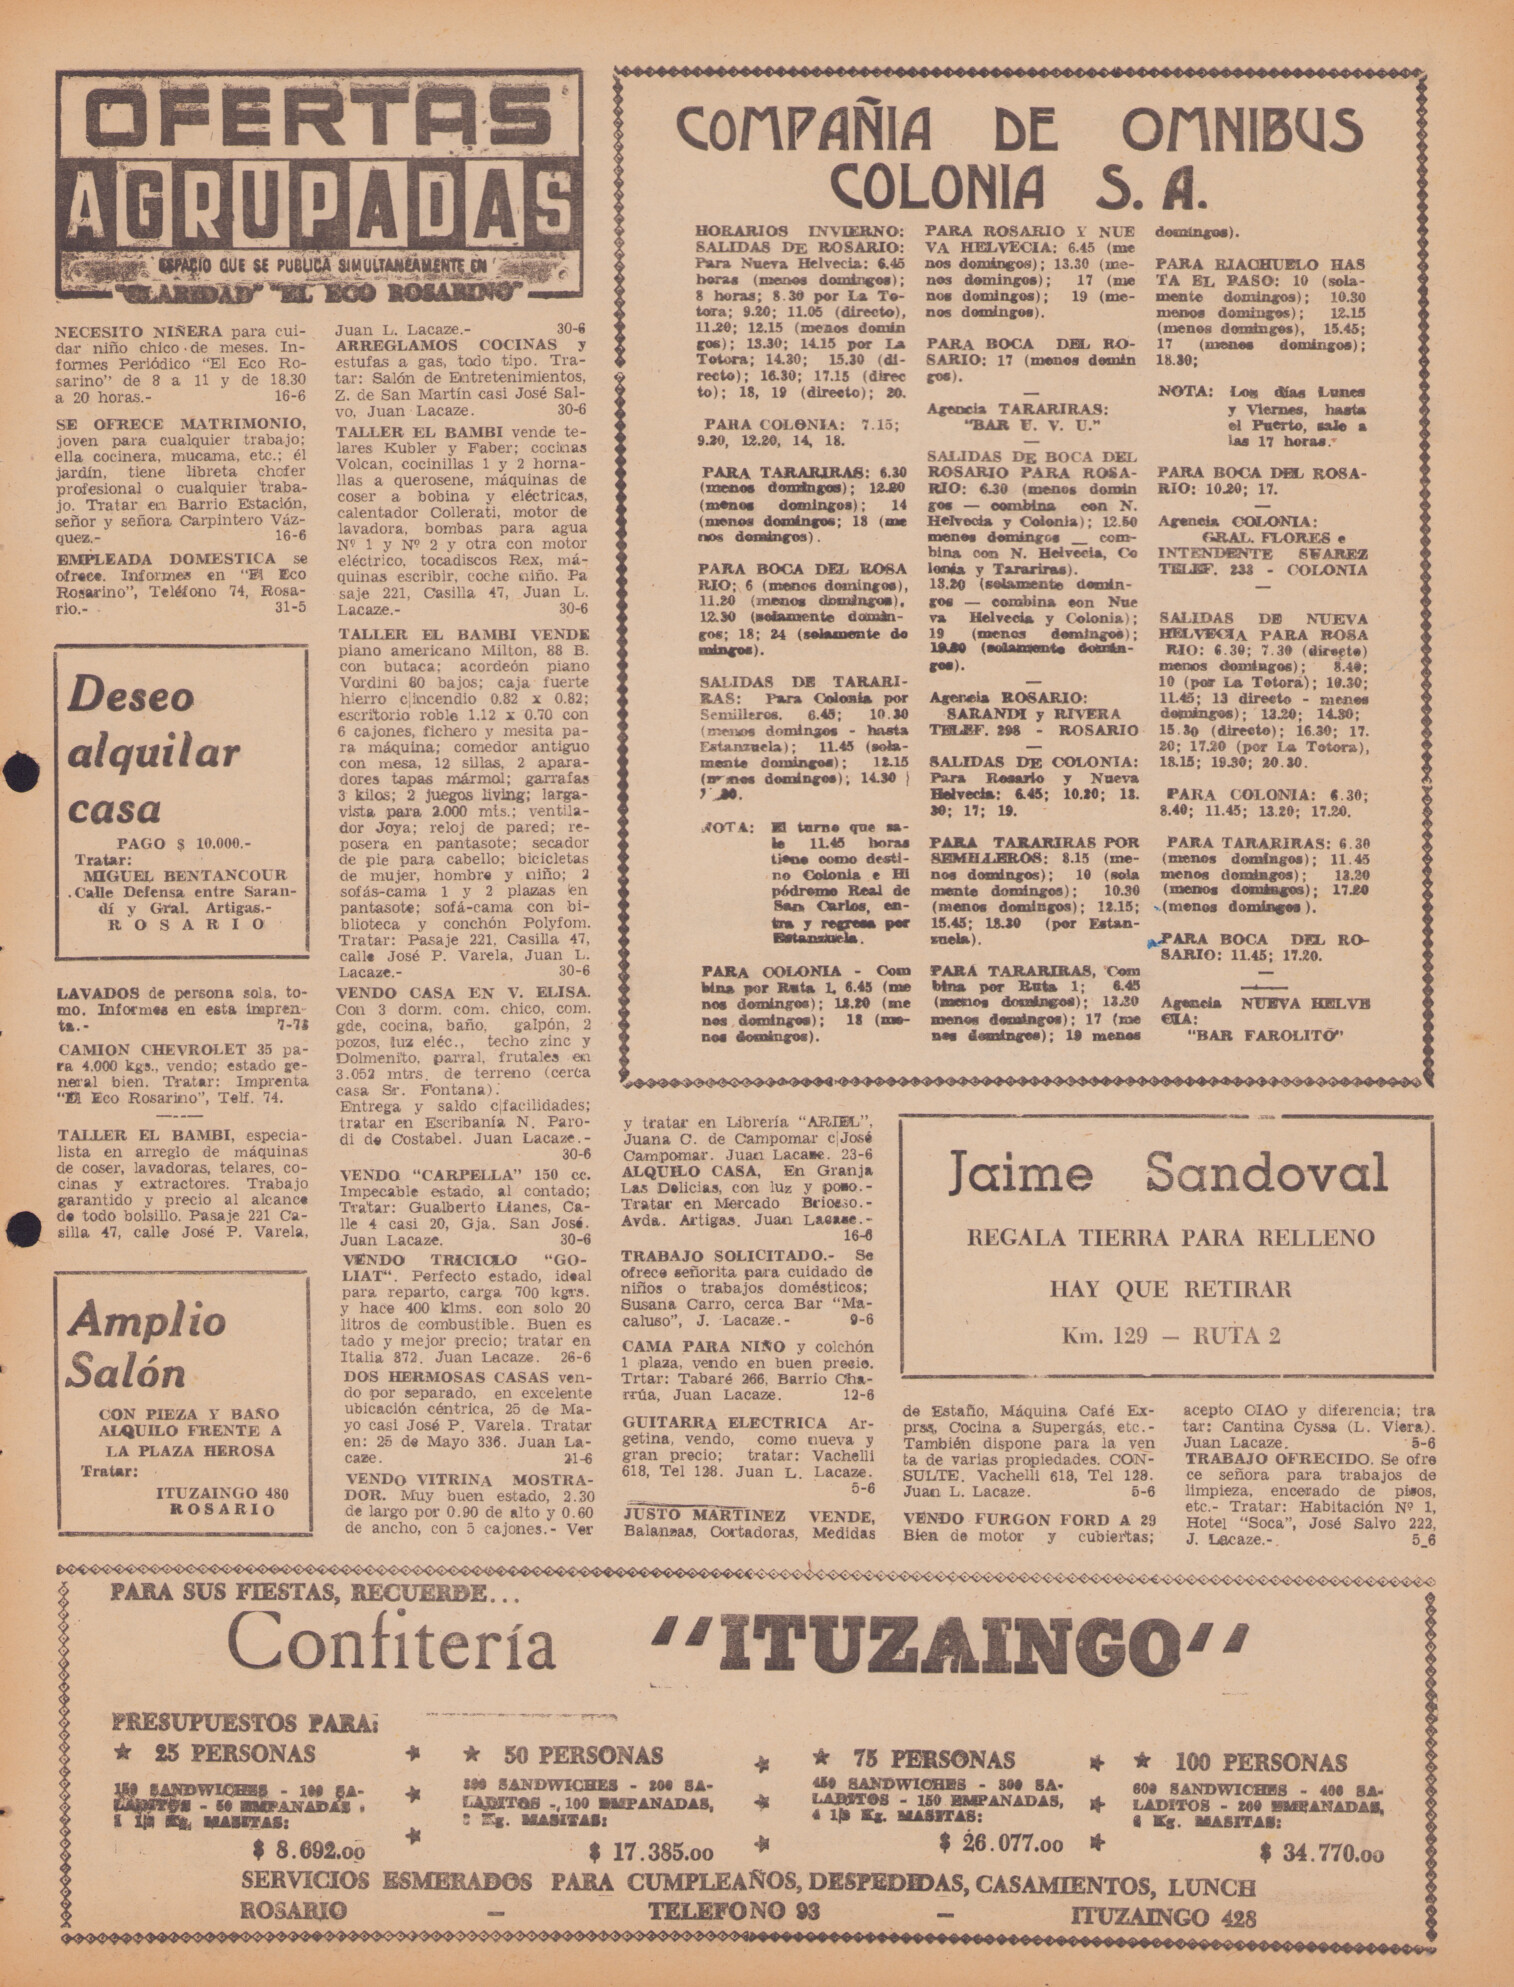 OFERTAS
AGRUPADAS
ESPACIO QUE SE PUBLICA SIMULTANEAMENTE EN
"CLARIDAD" "EL ECO ROSARINO"
NECESITO NIÑERA para cui-
dar niño chico de meses. In-
formes Periódico "El Eco Ro-
sarino" de 8 a 11 y de 18.30
a 20 horas.- 16-6
SE OFRECE MATRIMONIO,
joven para cualquier trabajo;
ella cocinera, mucama, etc.; él
jardín, tiene libreta chofer
profesional o cualquier traba-
jo. Tratar en Barrio Estación,
señor y señora Carpintero Váz-
quez.- 16-6
EMPLEADA DOMESTICA se
ofrece. Informes en "El Eco
Rosarino", Teléfono 74, Rosa-
rio.- 31-5
Deseo
alquilar
casa
PAGO $ 10.000.-
Tratar:
MIGUEL BENTANCOUR
Calle Defensa entre Saran-
dí y Gral. Artigas.-
ROSARIO
LAVADOS de persona sola, to-
mo. Informes en esta impren-
ta.- 7-73
CAMION CHEVROLET 35 pa-
ra 4.000 kgs., vendo; estado ge-
neral bien. Tratar: Imprenta
"El Eco Rosarino", Telf. 74.
TALLER EL BAMBI, especia-
lista en arreglo de máquinas
de coser, lavadoras, telares, co-
cinas y extractores. Trabajo
garantido y precio al alcance
de todo bolsillo. Pasaje 221 Ca-
silla 47, calle José P. Varela,
Amplio
Salón
CON PIEZA Y BAÑO
ALQUILO FRENTE A
LA PLAZA HEROSA
Tratar:
ITUZAINGO 480
ROSARIO
Juan L. Lacaze.- 30-6
ARREGLAMOS COCINAS y
estufas a gas, todo tipo. Tra-
tar: Salón de Entretenimientos,
Z. de San Martín casi José Sal-
vo, Juan Lacaze. 30-6
TALLER EL BAMBI vende te-
lares Kubler y Faber; cocinas
Volcan, cocinillas 1 y 2 horna-
llas a querosene, máquinas de
coser a bobina y eléctricas,
calentador Collerati, motor de
lavadora, bombas para agua
Nº 1 y Nº 2 y otra con motor
eléctrico, tocadiscos Rex, má-
quinas escribir, coche niño. Pa
saje 221, Casilla 47, Juan L.
Lacaze.- 30-6
TALLER EL BAMBI VENDE
piano americano Milton, 88 B.
con butaca; acordeón piano
Vordini 60 bajos; caja fuerte
hierro c|incendio 0.82 x 0.82;
escritorio roble 1.12 x 0.70 con
6 cajones, fichero y mesita pa-
ra máquina; comedor antiguo
con mesa, 12 sillas, 2 apara-
dores tapas mármol; garrafas
3 kilos; 2 juegos living; larga-
vista para 2.000 mts.; ventila-
dor Joya; reloj de pared; re-
posera en pantasote; secador
de pie para cabello; bicicletas
de mujer, hombre y niño; 2
sofás-cama 1 y 2 plazas en
pantasote; sofá-cama con bi-
blioteca y conchón Polyfom.
Tratar: Pasaje 221, Casilla 47,
calle José P. Varela, Juan L.
Lacaze.- 30-6
VENDO CASA EN V. ELISA.
Con 3 dorm. com. chico, com.
gde, cocina, baño, galpón, 2
pozos, luz eléc., techo zinc y
Dolmenito, parral, frutales en
3.052 mtrs. de terreno (cerca
casa Sr. Fontana).
Entrega y saldo c|facilidades;
tratar en Escribanía N. Paro-
di de Costabel. Juan Lacaze.-
30-6
VENDO "CARPELLA" 150 cc.
Impecable estado, al contado;
Tratar: Gualberto Llanes, Ca-
lle 4 casi 20, Gja. San José.
Juan Lacaze. 30-6
VENDO TRICICLO "GO-
LIAT". Perfecto estado, ideal
para reparto, carga 700 kgrs.
y hace 400 klms. con solo 20
litros de combustible. Buen es
tado y mejor precio; tratar en
Italia 872. Juan Lacaze. 26-6
DOS HERMOSAS CASAS ven-
do por separado, en excelente
ubicación céntrica, 25 de Ma-
yo casi José P. Varela. Tratar
en: 25 de Mayo 336. Juan La-
caze. 21-6
VENDO VITRINA MOSTRA-
DOR. Muy buen estado, 2.30
de largo por 0.90 de alto y 0.60
de ancho, con 5 cajones.- Ver
COMPAÑIA DE OMNIBUS
COLONIA S. A.
HORARIOS INVIERNO:
SALIDAS DE ROSARIO:
Para Nueva Helvecia: 6.45
horas (menos domingos);
8 horas; 8.30 por La To-
tora; 9.20; 11.05 (directo),
11.20; 12.15 (menos domin
gos); 13.30; 14.15 por La
Totora; 14.30; 15.30 (di-
recto); 16.30; 17.15 (direc
to); 18, 19 (directo); 20.
PARA COLONIA: 7.15;
9.20, 12.20, 14, 18.
PARA TARARIRAS: 6.30
(menos domingos); 12.20
(menos domingos); 14
(menos domingos; 18 (me
nos domingos).
PARA BOCA DEL ROSA
RIO; 6 (menos domingos),
11.20 (menos domingos),
12.30 (solamente domin-
gos; 18; 24 (solamente do
mingos).
SALIDAS DE TARARI-
RAS: Para Colonia por
Semilleros. 6.45; 10.30
(menos domingos - hasta
Estanzuela); 11.45 (sola-
mente domingos); 12.15
(menos domingos); 14.30
NOTA: El turno que sa-
le 11.45 horas
tiene como desti-
no Colonia e Hi
pódromo Real de
San Carlos, en-
tra y regresa por
Estanzuela.
PARA COLONIA - Com
bina por Ruta 1, 6.45 (me
nos domingos); 12.20 (me
nos domingos); 18 (me-
nos domingos).
PARA ROSARIO Y NUE
VA HELVECIA: 6.45 (me
nos domingos); 13.30 (me-
nos domingos); 17 (me
nos domingos); 19 (me-
nos domingos).
PARA BOCA DEL RO-
SARIO: 17 (menos domin
gos).
—
Agencia TARARIRAS:
"BAR U. V. U."
—
SALIDAS DE BOCA DEL
ROSARIO PARA ROSA-
RIO: 6.30 (menos domin
gos — combina con N.
Helvecia y Colonia); 12.50
menos domingos _ com-
bina con N. Helvecia, Co
lonia y Tarariras).
13.20 (solamente domin-
gos — combina con Nue
va Helvecia y Colonia);
19 (menos domingos);
19.30 (solamente domin-
gos).
—
Agencia ROSARIO:
SARANDI y RIVERA
TELEF. 298 - ROSARIO
—
SALIDAS DE COLONIA:
Para Rosario y Nueva
Helvecia: 6.45; 10.20; 13.
30; 17; 19.
PARA TARARIRAS POR
SEMILLEROS: 8.15 (me-
nos domingos); 10 (sola
mente domingos); 10.30
(menos domingos); 12.15;
15.45; 18.30 (por Estan-
zuela).
PARA TARARIRAS, Com
bina por Ruta 1; 6.45
(menos domingos); 13.30
menos domingos); 17 (me
nos domingos); 19 menos
domingos).
PARA RIACHUELO HAS
TA EL PASO: 10 (sola-
mente domingos); 10.30
menos domingos); 12.15
(menos domingos), 15.45;
17 (menos domingos);
18.30;
NOTA: Los días Lunes
y Viernes, hasta
el Puerto, sale a
las 17 horas.
PARA BOCA DEL ROSA-
RIO: 10.20; 17.
—
Agencia COLONIA:
GRAL. FLORES e
INTENDENTE SUAREZ
TELEF. 233 - COLONIA
—
SALIDAS DE NUEVA
HELVECIA PARA ROSA
RIO: 6.30; 7.30 (directo)
menos domingos); 8.40;
10 (por La Totora); 10.30;
11.45; 13 directo - menos
domingos); 13.20; 14.30;
15.30 (directo); 16.30; 17.
20; 17.20 (por La Totora),
18.15; 19.30; 20.30.
PARA COLONIA: 6.30;
8.40; 11.45; 13.20; 17.20.
PARA TARARIRAS: 6.30
(menos domingos); 11.45
menos domingos); 13.20
(menos domingos); 17.20
(menos domingos).
PARA BOCA DEL RO-
SARIO: 11.45; 17.20.
—
Agencia NUEVA HELVE
CIA:
"BAR FAROLITO"
y tratar en Librería "ARIEL",
Juana C. de Campomar c|José
Campomar. Juan Lacaze. 23-6
ALQUILO CASA, En Granja
Las Delicias, con luz y pozo.-
Tratar en Mercado Briozzo.-
Avda. Artigas. Juan Lacaze.-
16-6
TRABAJO SOLICITADO.- Se
ofrece señorita para cuidado de
niños o trabajos domésticos;
Susana Carro, cerca Bar "Ma-
caluso", J. Lacaze.- 9-6
CAMA PARA NIÑO y colchón
1 plaza, vendo en buen precio.
Trtar: Tabaré 266, Barrio Cha-
rrúa, Juan Lacaze. 12-6
GUITARRA ELECTRICA Ar-
getina, vendo, como nueva y
gran precio; tratar: Vachelli
618, Tel 128. Juan L. Lacaze.
5-6
JUSTO MARTINEZ VENDE,
Balanzas, Cortadoras, Medidas
Jaime Sandoval
REGALA TIERRA PARA RELLENO
HAY QUE RETIRAR
Km. 129 — RUTA 2
de Estaño, Máquina Café Ex-
prss, Cocina a Supergás, etc.-
También dispone para la ven
ta de varias propiedades. CON-
SULTE. Vachelli 618, Tel 128.
Juan L. Lacaze. 5-6
VENDO FURGON FORD A 29
Bien de motor y cubiertas;
acepto CIAO y diferencia; tra
tar: Cantina Cyssa (L. Viera).
Juan Lacaze. 5-6
TRABAJO OFRECIDO. Se ofre
ce señora para trabajos de
limpieza, encerado de pisos,
etc.- Tratar: Habitación Nº 1,
Hotel "Soca", José Salvo 222,
J. Lacaze.- 5_6
PARA SUS FIESTAS, RECUERDE...
Confitería "ITUZAINGO"
PRESUPUESTOS PARA:
★ 25 PERSONAS
150 SANDWICHES - 100 SA-
LADITOS - 50 EMPANADAS,
1 1|2 Kg. MASITAS:
$ 8.692.00
★ 50 PERSONAS
300 SANDWICHES - 200 SA-
LADITOS - 100 EMPANADAS,
Kg. MASITAS:
$ 17.385.00
★ 75 PERSONAS
450 SANDWICHES - 300 SA-
LADITOS - 150 EMPANADAS,
4 1|2 Kg. MASITAS:
$ 26.077.00
★ 100 PERSONAS
600 SANDWICHES - 400 SA-
LADITOS - 200 EMPANADAS,
6 Kg. MASITAS:
$ 34.770.00
SERVICIOS ESMERADOS PARA CUMPLEAÑOS, DESPEDIDAS, CASAMIENTOS, LUNCH
ROSARIO — TELEFONO 93 — ITUZAINGO 428